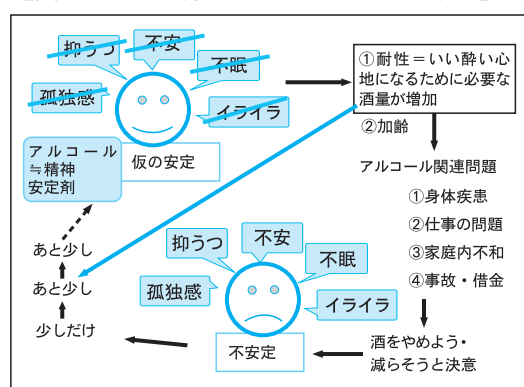 抑うつ
不安
不眠
孤独感
イライラ
アルコール
≒精神
安定剤
仮の安定
①耐性＝いい酔い心
地になるために必要な
酒量が増加
②加齢
アルコール関連問題
①身体疾患
②仕事の問題
③家庭内不和
④事故・借金
酒をやめよう・
減らそうと決意
抑うつ
不安
不眠
孤独感
イライラ
不安定
あと少し
あと少し
少しだけ